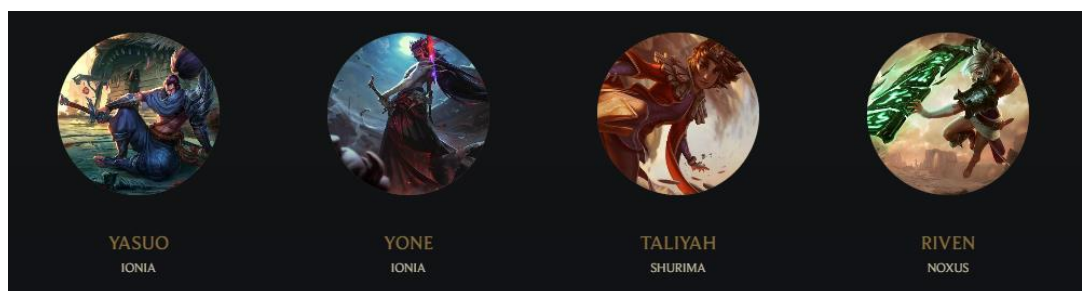 YASUO
IONIA
YONE
IONIA
TALIYAH
SHURIMA
RIVEN
NOXUS